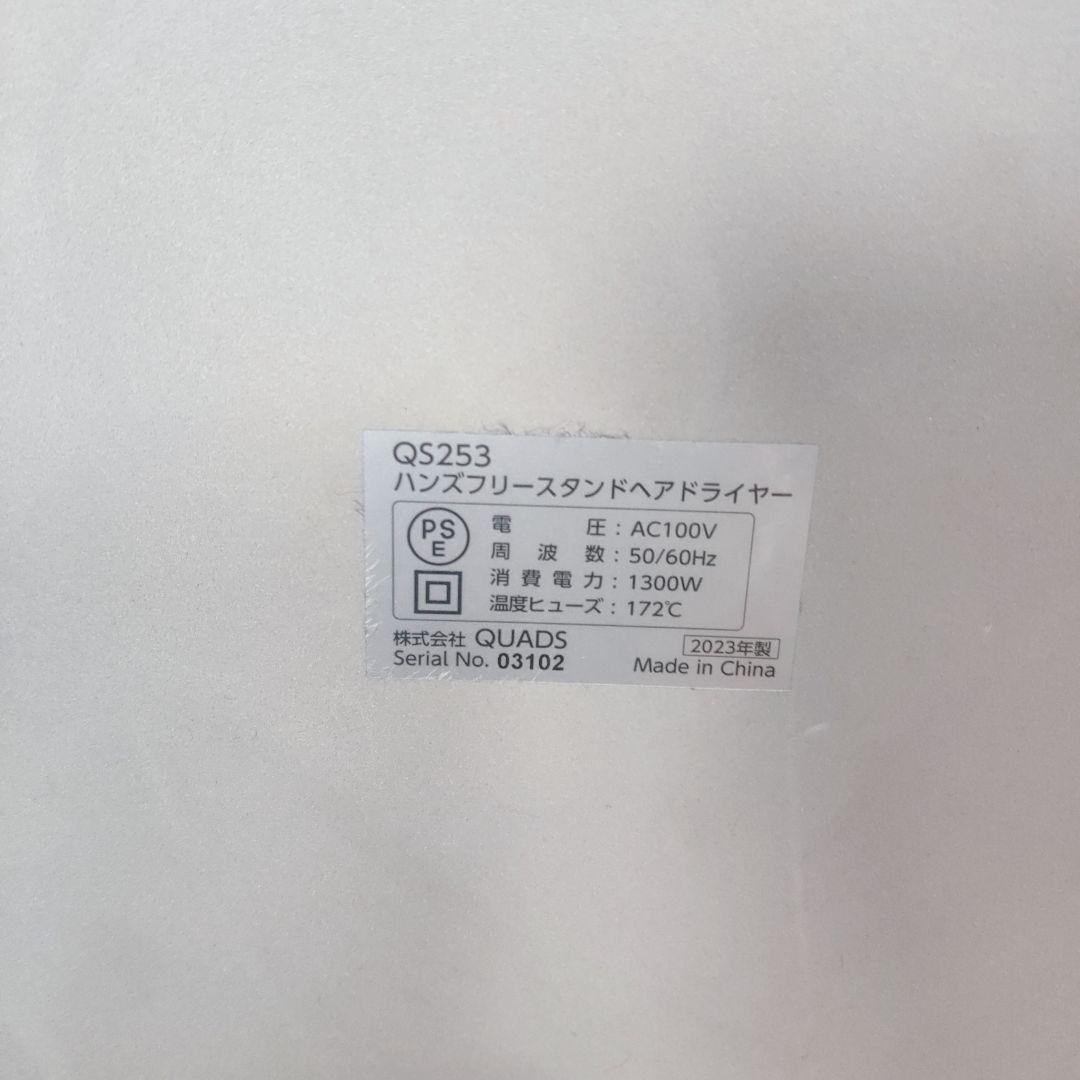 QS253
ハンズフリースタンドヘアドライヤー
PS
E
電圧：AC100V
周波数：50/60Hz
消費電力：1300W
温度ヒューズ：172℃
株式会社 QUADS
2023年製
Serial No. 03102
Made in China